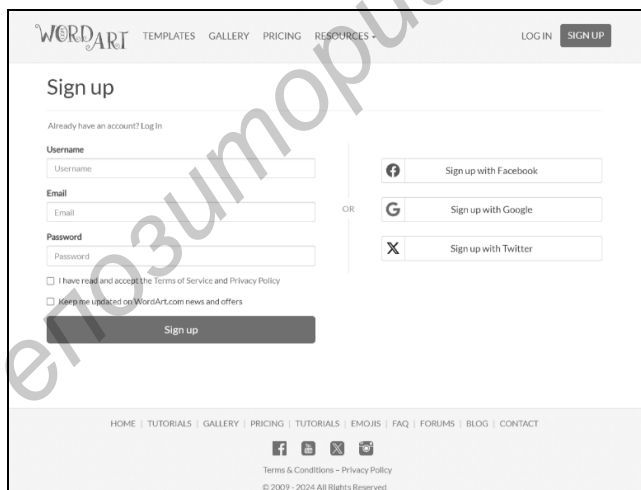 WORDART TEMPLATES GALLERY PRICING RESOURCES LOG IN SIGN UP
Sign up
Already have an account? Log In
Username
Username
Email
Email
Password
Password
I have read and accept the Terms of Service and Privacy Policy
Keep me updated on WordArt.com news and offers
Sign up
OR
Sign up with Facebook
Sign up with Google
Sign up with Twitter
HOME | TUTORIALS | GALLERY | PRICING | TUTORIALS | EMOJIS | FAQ | FORUMS | BLOG | CONTACT
Terms & Conditions – Privacy Policy
© 2009 - 2024 All Rights Reserved